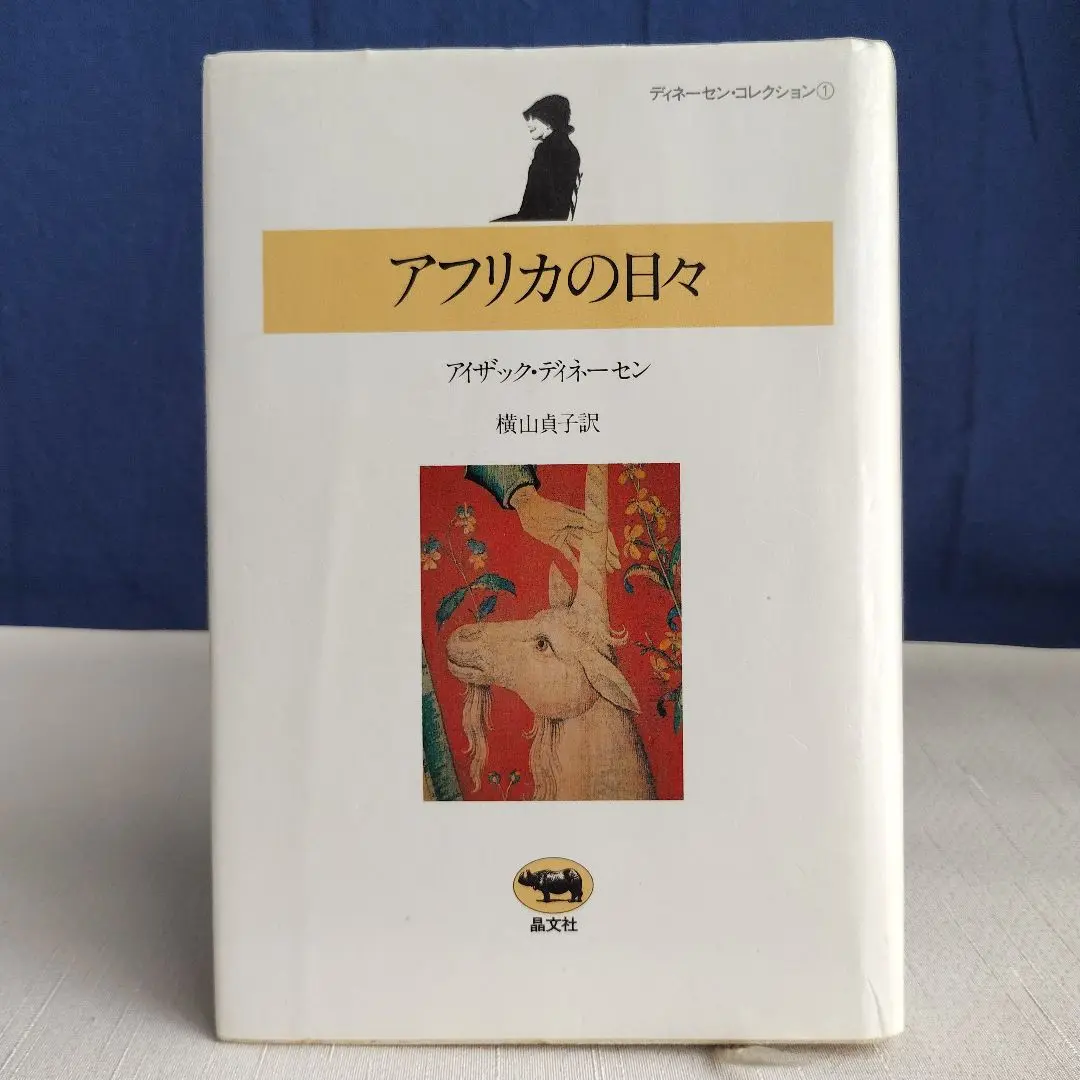 ディネーセン・コレクション①
アフリカの日々
アイザック・ディネーセン
横山貞子訳
晶文社